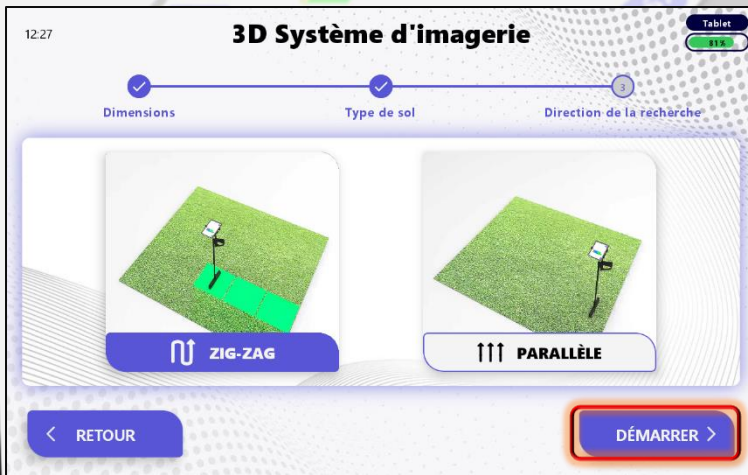 12:27
3D Système d'imagerie
Tablet
81%
3
Dimensions
Type de sol
Direction de la recherche
ZIG-ZAG
PARALLÈLE
RETOUR
DÉMARRER